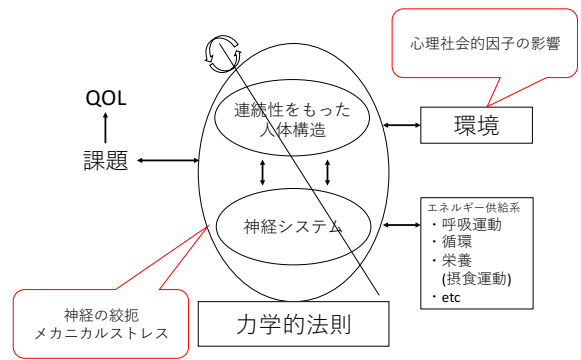 心理社会的因子の影響
QOL
課題
連続性をもった
人体構造
環境
神経システム
エネルギー供給系
・呼吸運動
・循環
・栄養
(摂食運動)
・etc
神経の絞扼
メカニカルストレス
力学的法則